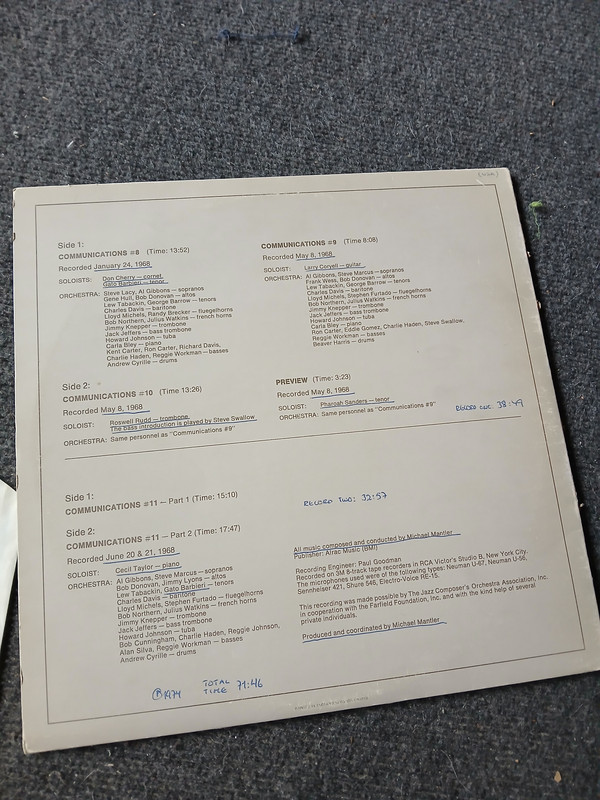 Side 1:
COMMUNICATIONS #8 (Time: 13:52)
Recorded January 24, 1968
SOLOISTS: Don Cherry — cornet
Gato Barbieri — tenor
ORCHESTRA: Steve Lacy, Al Gibbons — sopranos
Gene Hull, Bob Donovan — altos
Lew Tabackin, George Barrow — tenors
Charles Davis — baritone
Lloyd Michels, Randy Brecker — fluegelhorns
Bob Northern, Julius Watkins — french horns
Jimmy Knepper — trombone
Jack Jeffers — bass trombone
Howard Johnson — tuba
Carla Bley — piano
Kent Carter, Ron Carter, Richard Davis,
Charlie Haden, Reggie Workman — basses
Andrew Cyrille — drums
COMMUNICATIONS #9 (Time 8:08)
Recorded May 8, 1968
SOLOIST: Larry Coryell — guitar
ORCHESTRA: Al Gibbons, Steve Marcus — sopranos
Frank Wess, Bob Donovan — altos
Lew Tabackin, George Barrow — tenors
Charles Davis — baritone
Lloyd Michels, Stephen Furtado — fluegelhorns
Bob Northern, Julius Watkins — french horns
Jimmy Knepper — trombone
Jack Jeffers — bass trombone
Howard Johnson — tuba
Carla Bley — piano
Ron Carter, Eddie Gomez, Charlie Haden, Steve Swallow,
Reggie Workman — basses
Beaver Harris — drums
Side 2:
COMMUNICATIONS #10 (Time 13:26)
Recorded May 8, 1968
SOLOIST: Roswell Rudd — trombone
The bass introduction is played by Steve Swallow
ORCHESTRA: Same personnel as "Communications #9"
PREVIEW (Time: 3:23)
Recorded May 8, 1968
SOLOIST: Pharoah Sanders — tenor
ORCHESTRA: Same personnel as "Communications #9"
RECORD ONE: 38:49
Side 1:
COMMUNICATIONS #11 — Part 1 (Time: 15:10)
RECORD TWO: 32:57
Side 2:
COMMUNICATIONS #11 — Part 2 (Time: 17:47)
Recorded June 20 & 21, 1968
SOLOIST: Cecil Taylor — piano
ORCHESTRA: Al Gibbons, Steve Marcus — sopranos
Bob Donovan, Jimmy Lyons — altos
Lew Tabackin, Gato Barbieri — tenors
Charles Davis — baritone
Lloyd Michels, Stephen Furtado — fluegelhorns
Bob Northern, Julius Watkins — french horns
Jimmy Knepper — trombone
Jack Jeffers — bass trombone
Howard Johnson — tuba
Bob Cunningham, Charlie Haden, Reggie Johnson,
Alan Silva, Reggie Workman — basses
Andrew Cyrille — drums
All music composed and conducted by Michael Mantler
Publisher: Airac Music (BMI)
Recording Engineer: Paul Goodman
Recorded on 3M 8-track tape recorders in RCA Victor's Studio B, New York City.
The microphones used were of the following types: Neuman U-67, Neuman U-56,
Sennheiser 421, Shure 546, Electro-Voice RE-15.
This recording was made possible by The Jazz Composer's Orchestra Association, Inc.
in cooperation with the Farfield Foundation, Inc. and with the kind help of several
private individuals.
Produced and coordinated by Michael Mantler
℗1974
TOTAL TIME 71:46